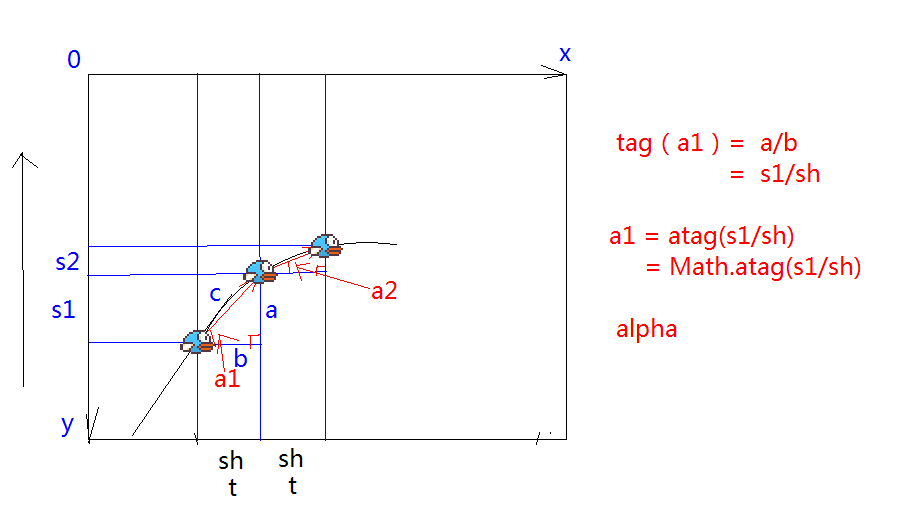 0
x
tag ( a1 ) = a/b
= s1/sh
a1 = atag(s1/sh)
= Math.atag(s1/sh)
s2
a2
c
s1
a
b
a1
alpha
y
sh
sh
t
t